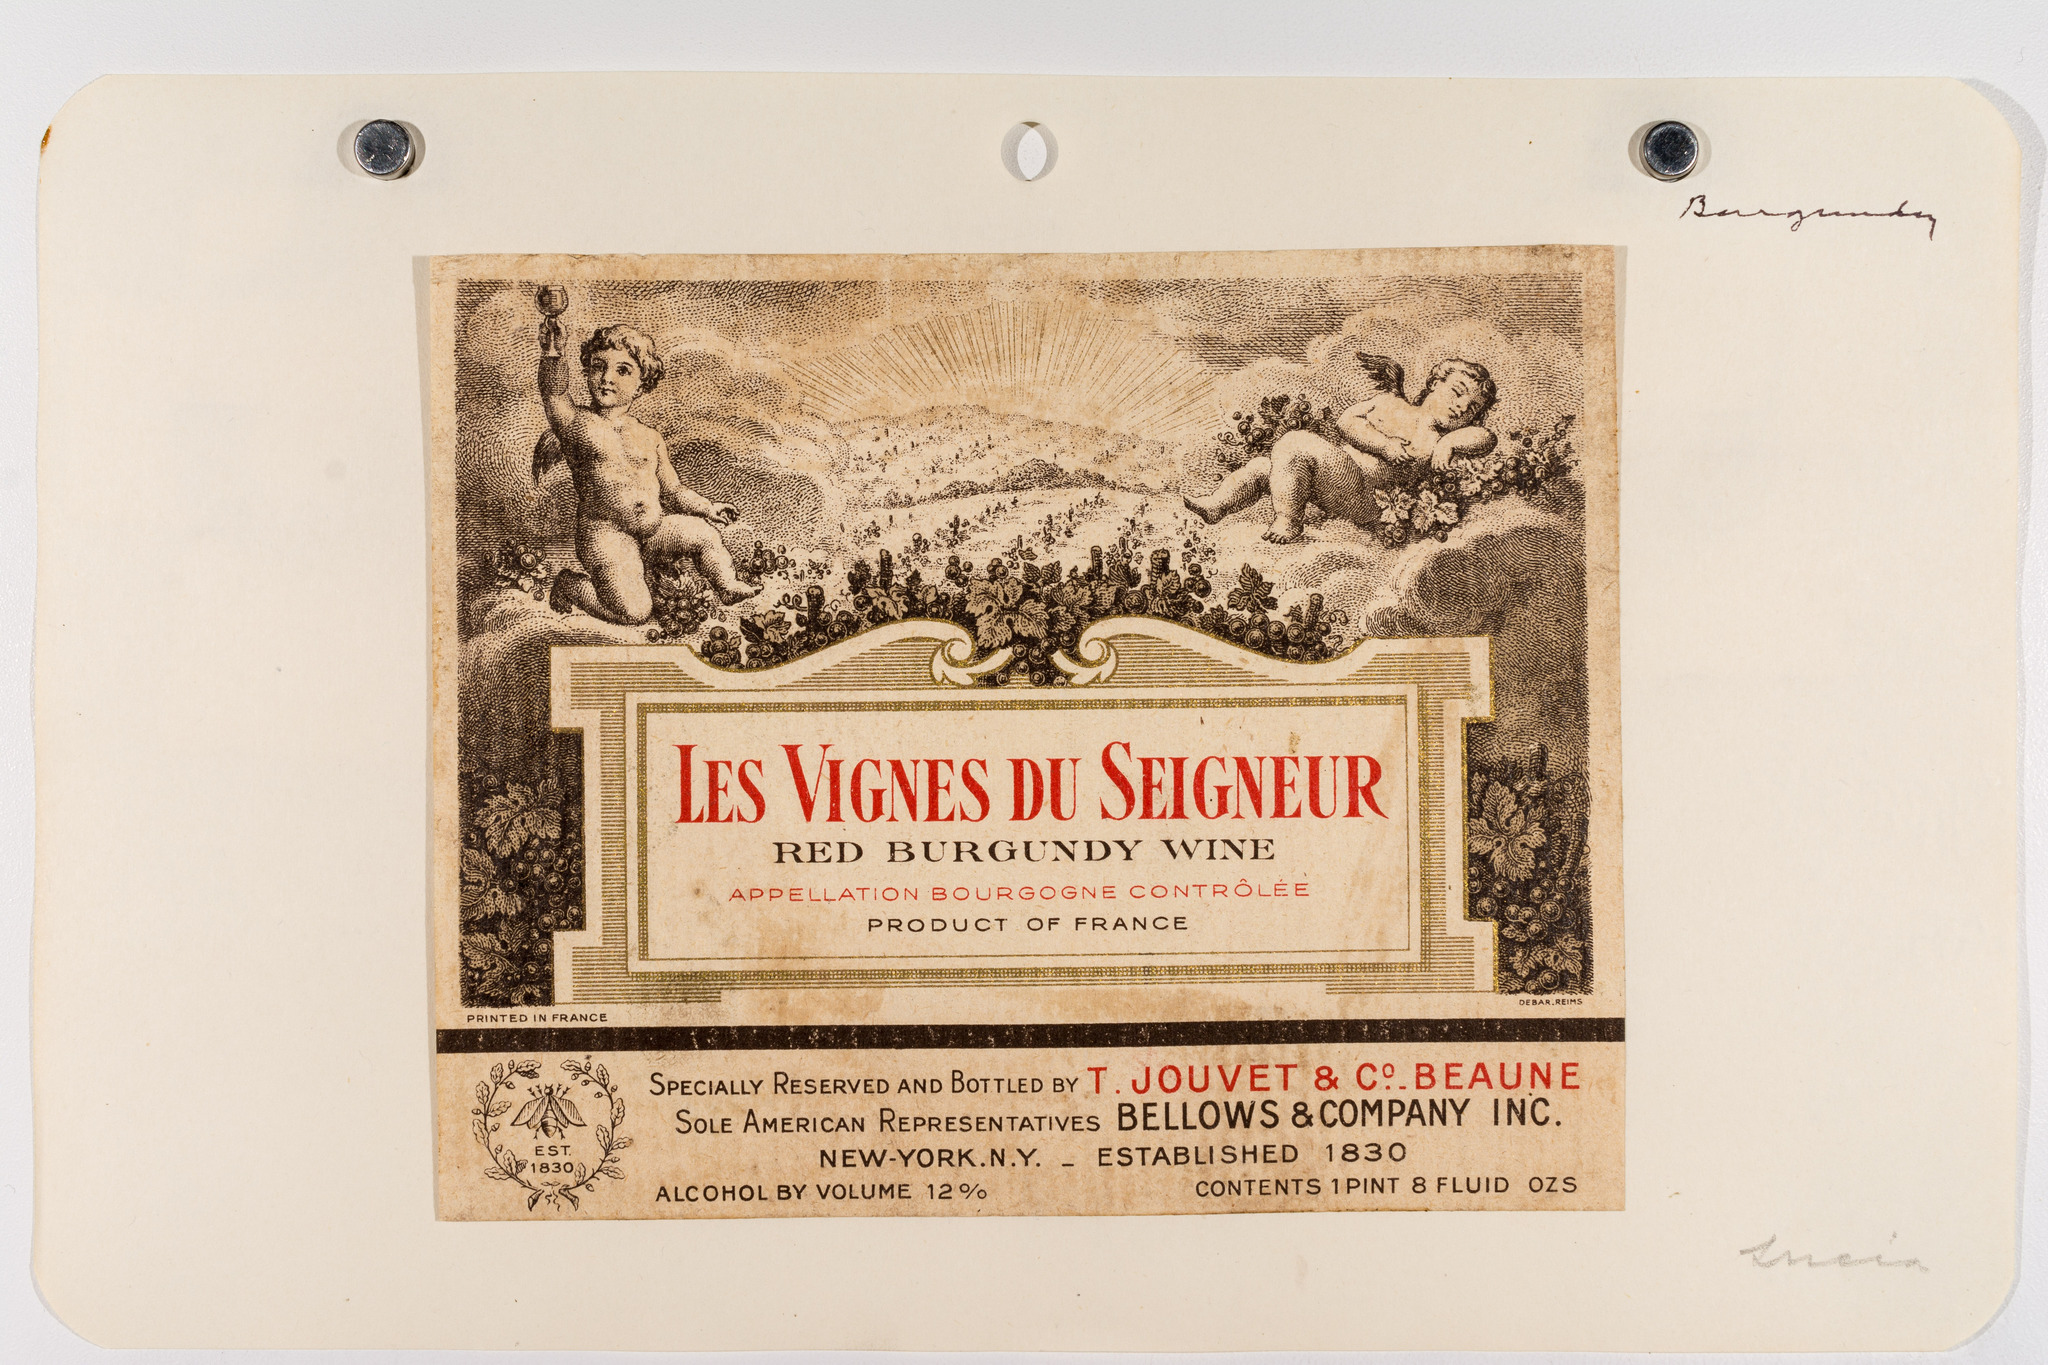 Burgundy
LES VIGNES DU SEIGNEUR
RED BURGUNDY WINE
APPELLATION BOURGOGNE CONTRÔLÉE
PRODUCT OF FRANCE
PRINTED IN FRANCE
DEBAR.REIMS
SPECIALLY RESERVED AND BOTTLED BY T. JOUVET & Cº-BEAUNE
SOLE AMERICAN REPRESENTATIVES BELLOWS & COMPANY INC.
NEW-YORK.N.Y. – ESTABLISHED 1830
EST.
1830
ALCOHOL BY VOLUME 12%
CONTENTS 1 PINT 8 FLUID OZS
Lucia